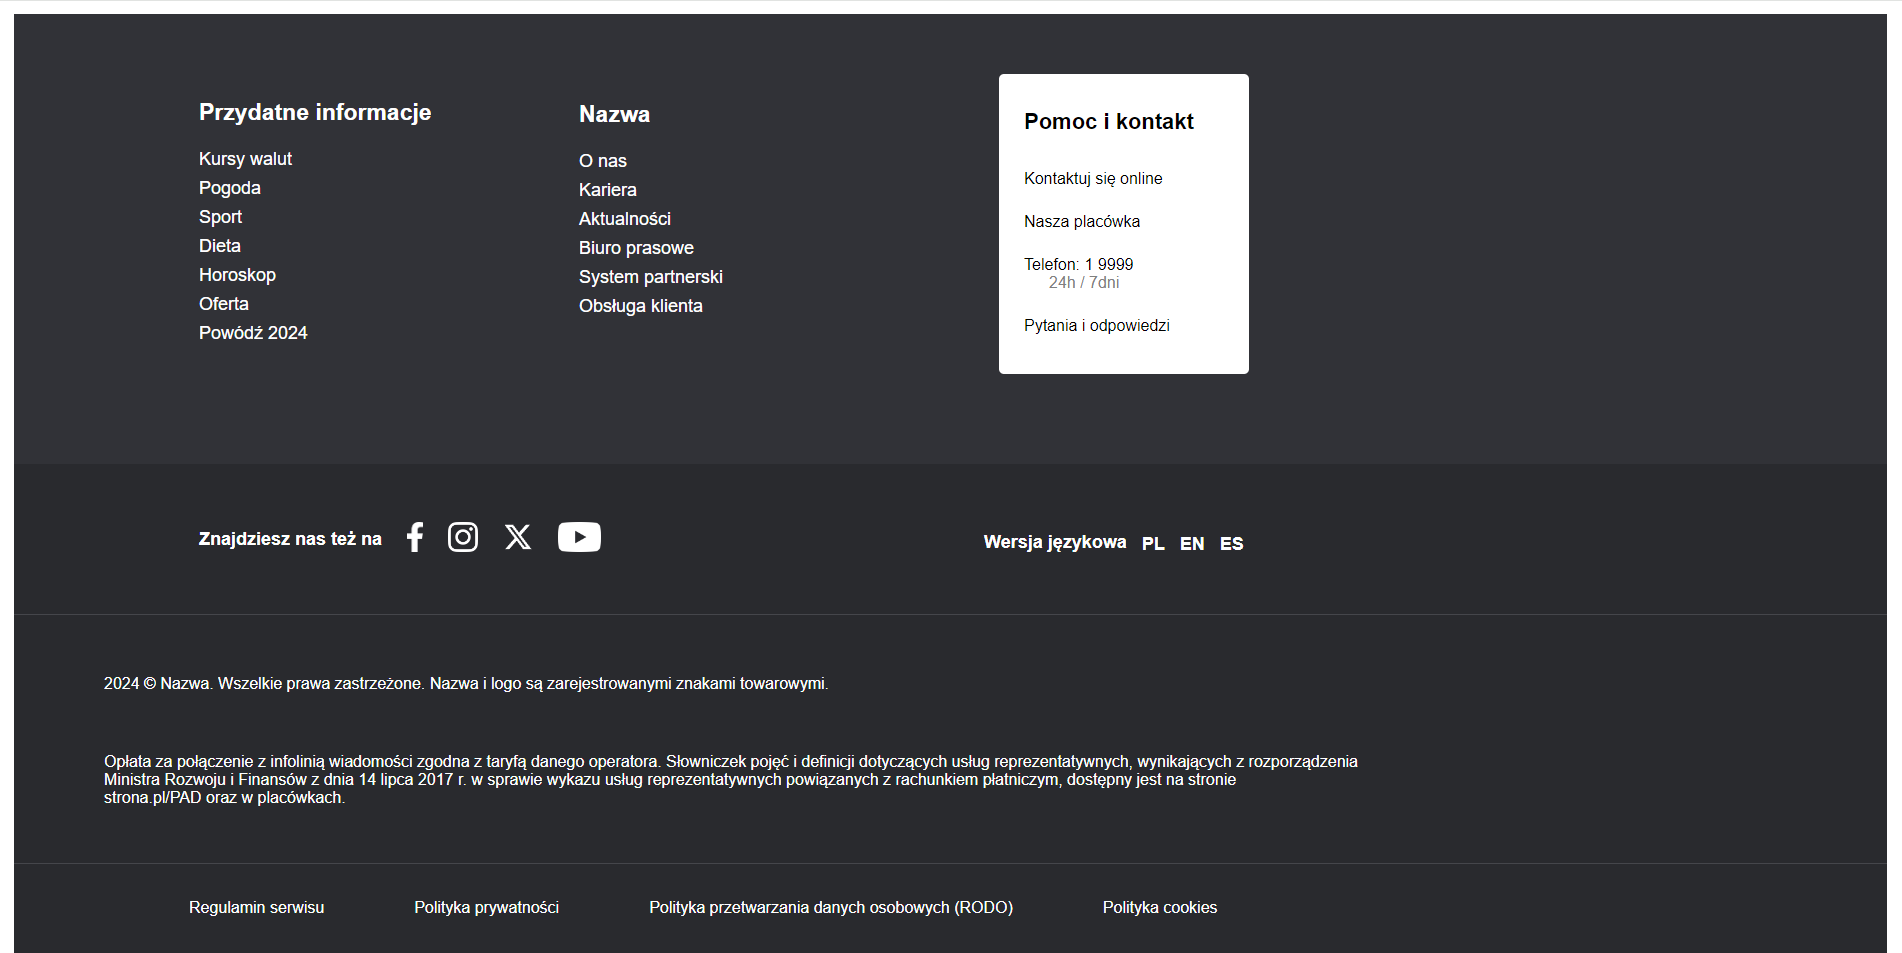 Przydatne informacje
Kursy walut
Pogoda
Sport
Dieta
Horoskop
Oferta
Powódź 2024
Nazwa
O nas
Kariera
Aktualności
Biuro prasowe
System partnerski
Obsługa klienta
Pomoc i kontakt
Kontaktuj się online
Nasza placówka
Telefon: 1 9999
24h / 7dni
Pytania i odpowiedzi
Znajdziesz nas też na
Wersja językowa PL EN ES
2024 © Nazwa. Wszelkie prawa zastrzeżone. Nazwa i logo są zarejestrowanymi znakami towarowymi.
Opłata za połączenie z infolinią wiadomości zgodna z taryfą danego operatora. Słowniczek pojęć i definicji dotyczących usług reprezentatywnych, wynikających z rozporządzenia
Ministra Rozwoju i Finansów z dnia 14 lipca 2017 r. w sprawie wykazu usług reprezentatywnych powiązanych z rachunkiem płatniczym, dostępny jest na stronie
strona.pl/PAD oraz w placówkach.
Regulamin serwisu Polityka prywatności Polityka przetwarzania danych osobowych (RODO) Polityka cookies